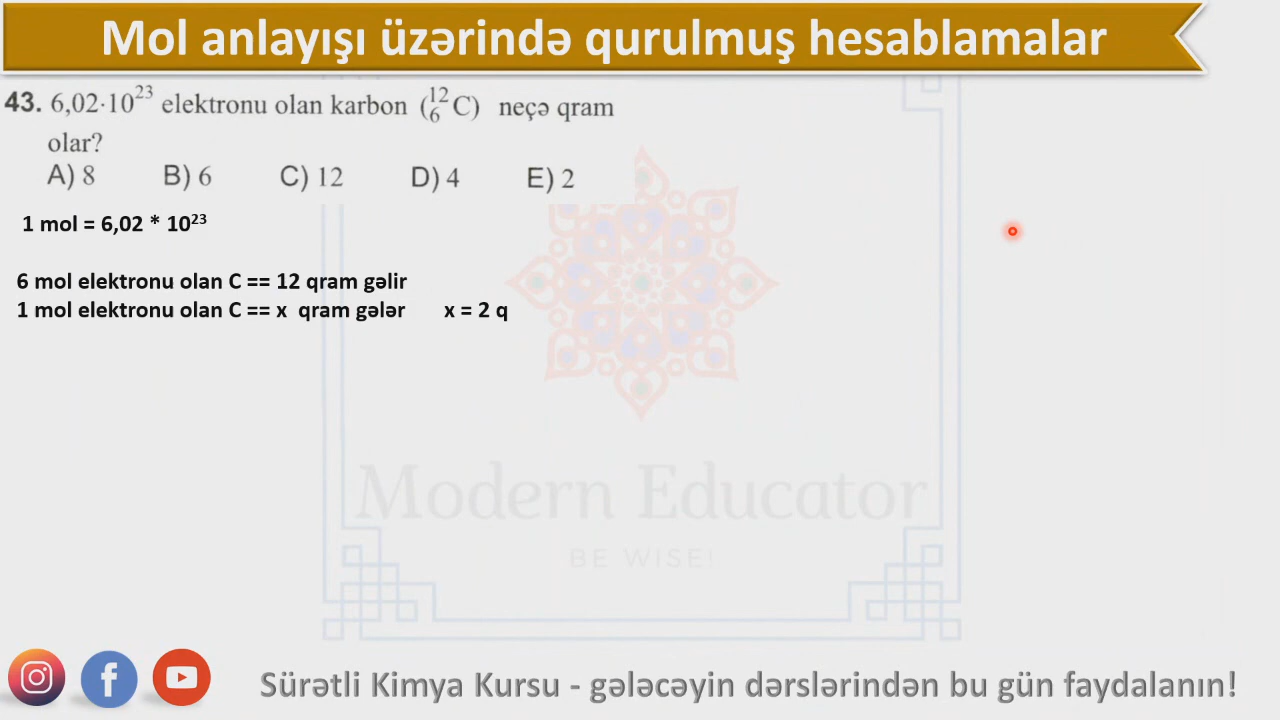 Mol anlayışı üzərində qurulmuş hesablamalar
43. 6,02·10²³ elektronu olan karbon (¹²₆C) neçə qram
olar?
A) 8 B) 6 C) 12 D) 4 E) 2
1 mol = 6,02 * 10²³
6 mol elektronu olan C == 12 qram gəlir
1 mol elektronu olan C == x qram gələr x = 2 q
Modern Educator
BE WISE!
Sürətli Kimya Kursu - gələcəyin dərslərindən bu gün faydalanın!